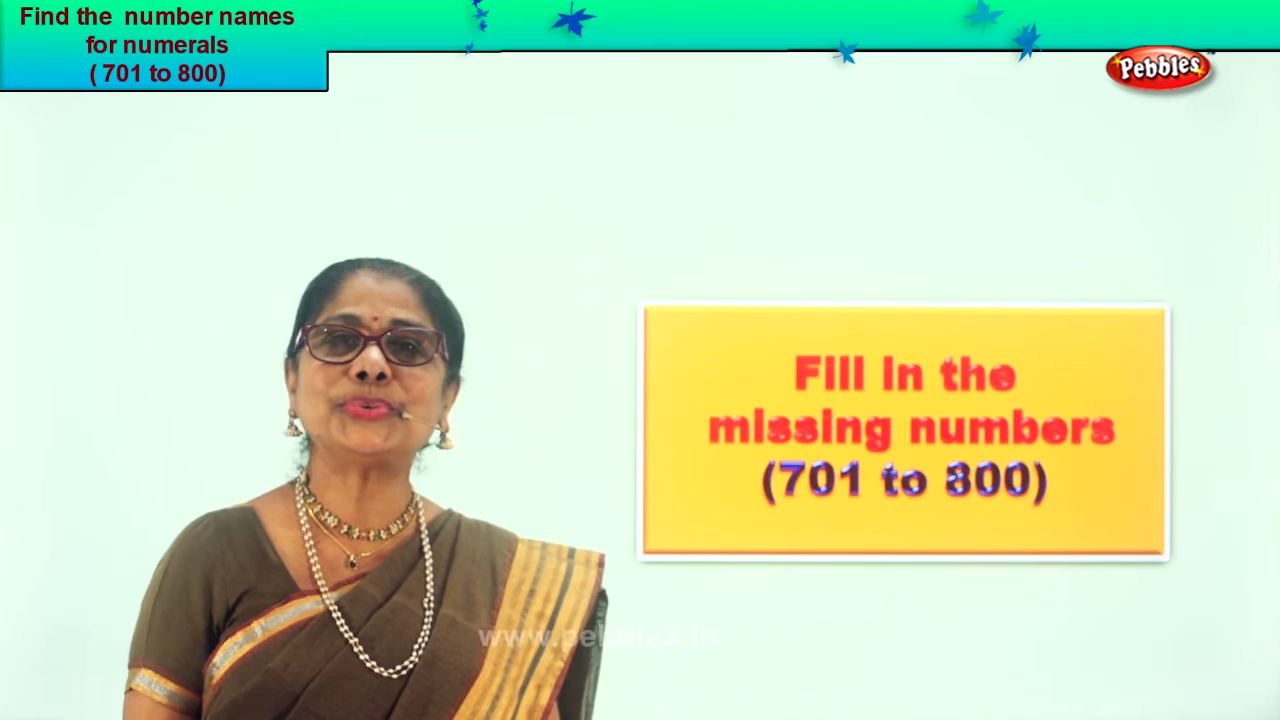 Find the number names
for numerals
( 701 to 800)
Pebbles
Fill in the
missing numbers
(701 to 800)
www.pebbles.in